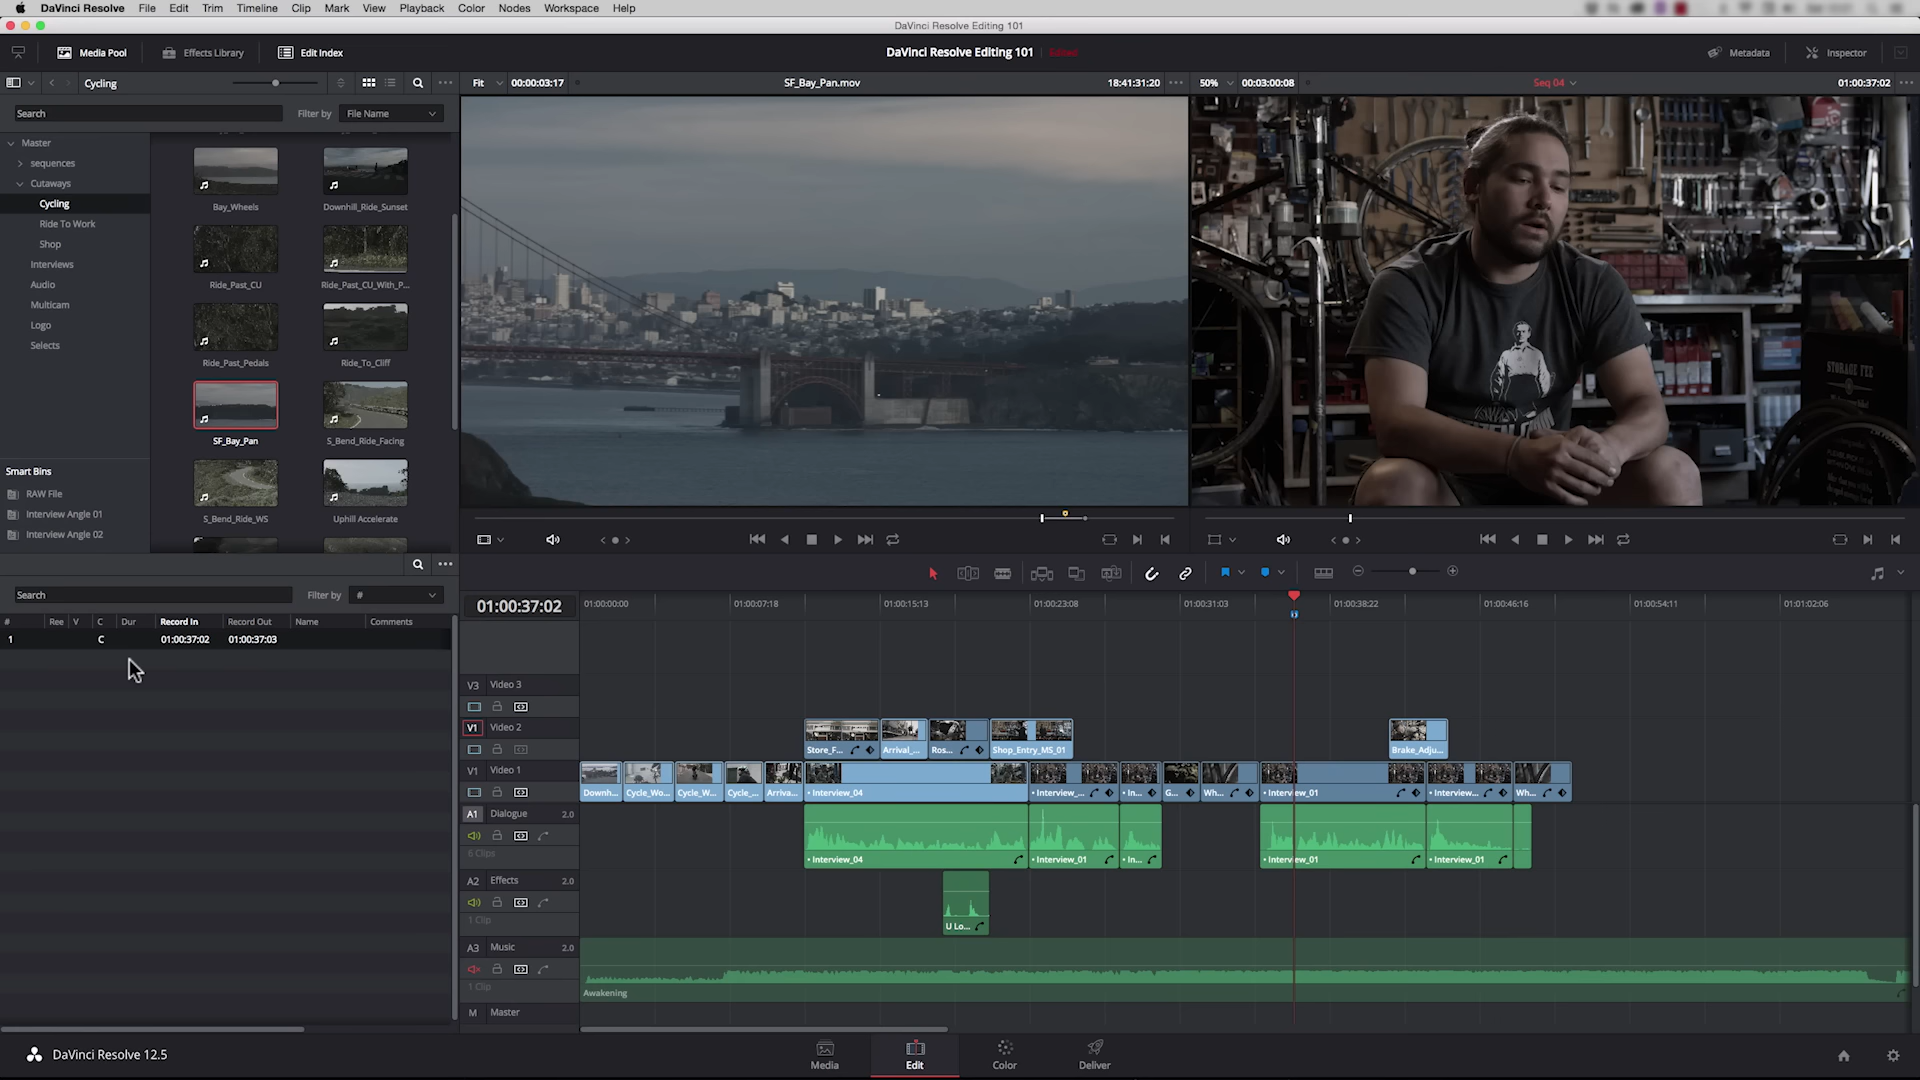 DaVinci Resolve File Edit Trim Timeline Clip Mark View Playback Color Nodes Workspace Help
DaVinci Resolve Editing 101
Media Pool Effects Library Edit Index DaVinci Resolve Editing 101 Edited Metadata Inspector
Cycling Fit 00:00:03:17 SF_Bay_Pan.mov 18:41:31:20 50% 00:03:00:08 Seq 04 01:00:37:02
Search Filter by File Name
Master
sequences
Cutaways
Cycling
Ride To Work
Shop
Interviews
Audio
Multicam
Logo
Selects
Bay_Wheels Downhill_Ride_Sunset
Ride_Past_CU Ride_Past_CU_With_P...
Ride_Past_Pedals Ride_To_Cliff
SF_Bay_Pan S_Bend_Ride_Facing
S_Bend_Ride_WS Uphill Accelerate
Smart Bins
RAW File
Interview Angle 01
Interview Angle 02
STORAGE FEE
Search Filter by #
# Ree V C Dur Record In Record Out Name Comments
1 C 01:00:37:02 01:00:37:03
01:00:37:02 01:00:00:00 01:00:07:18 01:00:15:13 01:00:23:08 01:00:31:03 01:00:38:22 01:00:46:16 01:00:54:11 01:01:02:06
V3 Video 3
V1 Video 2
Store_F... Arrival_... Ros... Shop_Entry_MS_01 Brake_Adju...
V1 Video 1
Downh... Cycle_Wo... Cycle_W... Cycle_... Arriva... • Interview_04 • Interview_... • In... G... Wh... • Interview_01 • Interview... Wh...
A1 Dialogue 2.0
6 Clips
• Interview_04 • Interview_01 • In... • Interview_01 • Interview_01
A2 Effects 2.0
1 Clip
U Lo...
A3 Music 2.0
1 Clip
Awakening
M Master
DaVinci Resolve 12.5 Media Edit Color Deliver